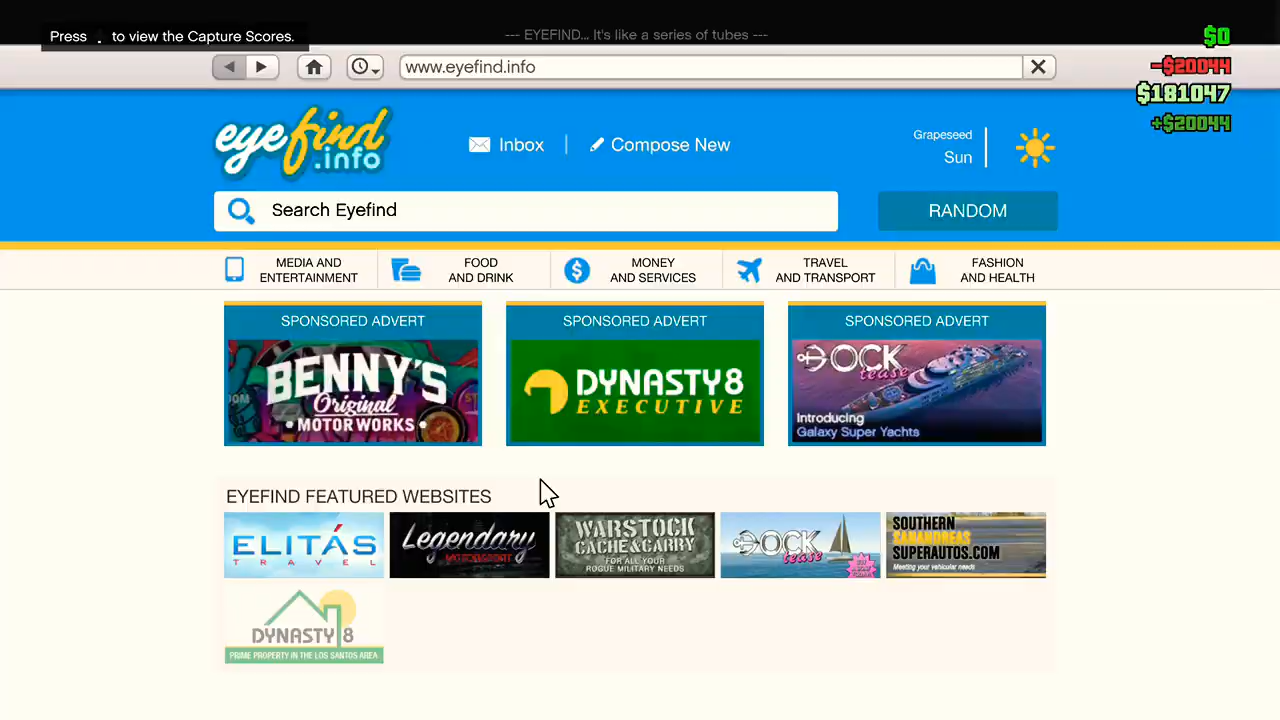 Press to view the Capture Scores.
--- EYEFIND... It's like a series of tubes ---
$0
-$20044
$181047
+$20044
www.eyefind.info
eyefind
.info
Inbox
Compose New
Grapeseed
Sun
Search Eyefind
RANDOM
MEDIA AND
ENTERTAINMENT
FOOD
AND DRINK
MONEY
AND SERVICES
TRAVEL
AND TRANSPORT
FASHION
AND HEALTH
SPONSORED ADVERT
BENNY'S
Original
MOTOR WORKS
SPONSORED ADVERT
DYNASTY8
EXECUTIVE
SPONSORED ADVERT
DOCK
tease
Introducing
Galaxy Super Yachts
EYEFIND FEATURED WEBSITES
ELITÁS
TRAVEL
Legendary
MOTORSPORT
WARSTOCK
CACHE&CARRY
FOR ALL YOUR
ROGUE MILITARY NEEDS
DOCK
tease
SOUTHERN
SANANDREAS
SUPERAUTOS.COM
Meeting your vehicular needs
DYNASTY 8
PRIME PROPERTY IN THE LOS SANTOS AREA